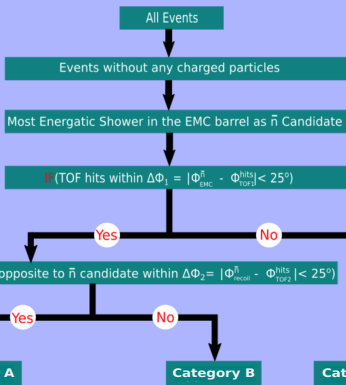 All Events
Events without any charged particles
Most Energetic Shower in the EMC barrel as n̄ Candidate
IF(TOF hits within ΔΦ₁ = |Φ^n̄_EMC - Φ^hits_TOF1|< 25°)
Yes No
opposite to n̄ candidate within ΔΦ₂= |Φ^n̄_recoil - Φ^hits_TOF2|< 25°)
Yes No
A Category B Cat